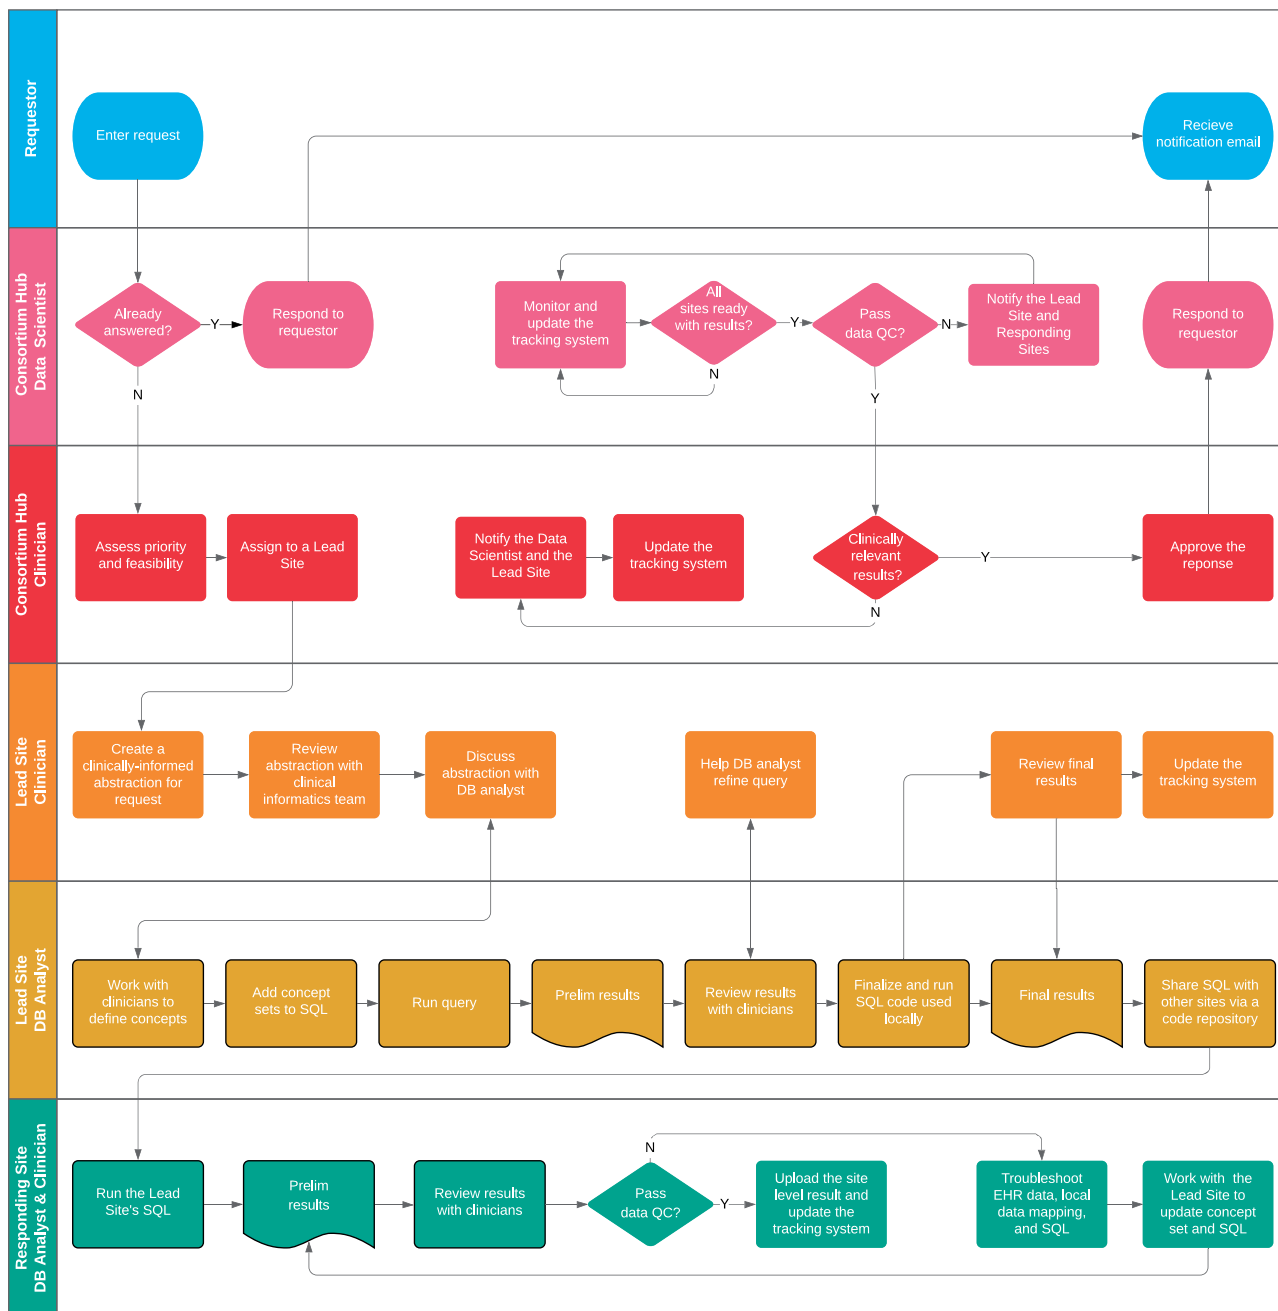 Requestor
Enter request
Recieve
notification email
Consortium Hub
Data Scientist
Already
answered?
Y
N
Respond to
requestor
Monitor and
update the
tracking system
All
sites ready
with results?
N
Y
Pass
data QC?
N
Y
Notify the Lead
Site and
Responding
Sites
Respond to
requestor
Consortium Hub
Clinician
Assess priority
and feasibility
Assign to a Lead
Site
Notify the Data
Scientist and the
Lead Site
Update the
tracking system
Clinically
relevant
results?
N
Y
Approve the
reponse
Lead Site
Clinician
Create a
clinically-informed
abstraction for
request
Review
abstraction with
clinical
informatics team
Discuss
abstraction with
DB analyst
Help DB analyst
refine query
Review final
results
Update the
tracking system
Lead Site
DB Analyst
Work with
clinicians to
define concepts
Add concept
sets to SQL
Run query
Prelim results
Review results
with clinicians
Finalize and run
SQL code used
locally
Final results
Share SQL with
other sites via a
code repository
Responding Site
DB Analyst & Clinician
Run the Lead
Site's SQL
Prelim
results
Review results
with clinicians
Pass
data QC?
N
Y
Upload the site
level result and
update the
tracking system
Troubleshoot
EHR data, local
data mapping,
and SQL
Work with the
Lead Site to
update concept
set and SQL